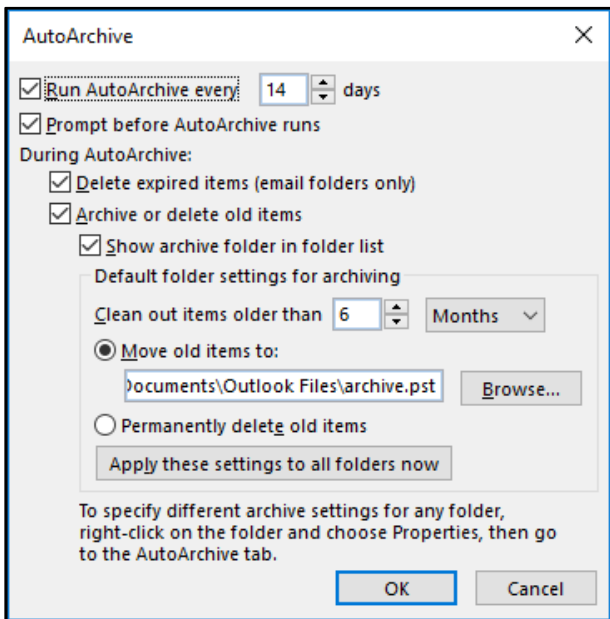 AutoArchive
Run AutoArchive every 14 days
Prompt before AutoArchive runs
During AutoArchive:
Delete expired items (email folders only)
Archive or delete old items
Show archive folder in folder list
Default folder settings for archiving
Clean out items older than 6 Months
Move old items to:
Documents\Outlook Files\archive.pst Browse...
Permanently delete old items
Apply these settings to all folders now
To specify different archive settings for any folder,
right-click on the folder and choose Properties, then go
to the AutoArchive tab.
OK Cancel